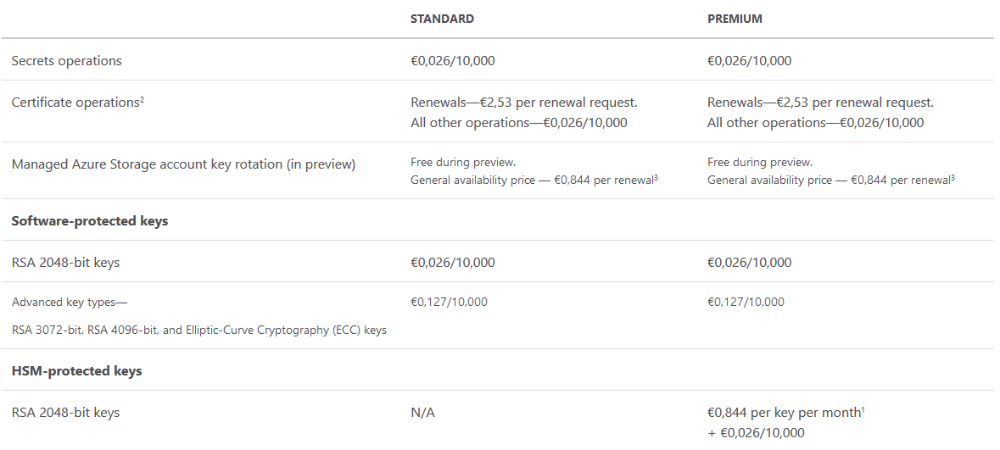 STANDARD PREMIUM
Secrets operations €0,026/10,000 €0,026/10,000
Certificate operations² Renewals—€2,53 per renewal request. Renewals—€2,53 per renewal request.
All other operations—€0,026/10,000 All other operations—€0,026/10,000
Managed Azure Storage account key rotation (in preview) Free during preview. Free during preview.
General availability price — €0,844 per renewal³ General availability price — €0,844 per renewal³
Software-protected keys
RSA 2048-bit keys €0,026/10,000 €0,026/10,000
Advanced key types— €0,127/10,000 €0,127/10,000
RSA 3072-bit, RSA 4096-bit, and Elliptic-Curve Cryptography (ECC) keys
HSM-protected keys
RSA 2048-bit keys N/A €0,844 per key per month¹
+ €0,026/10,000